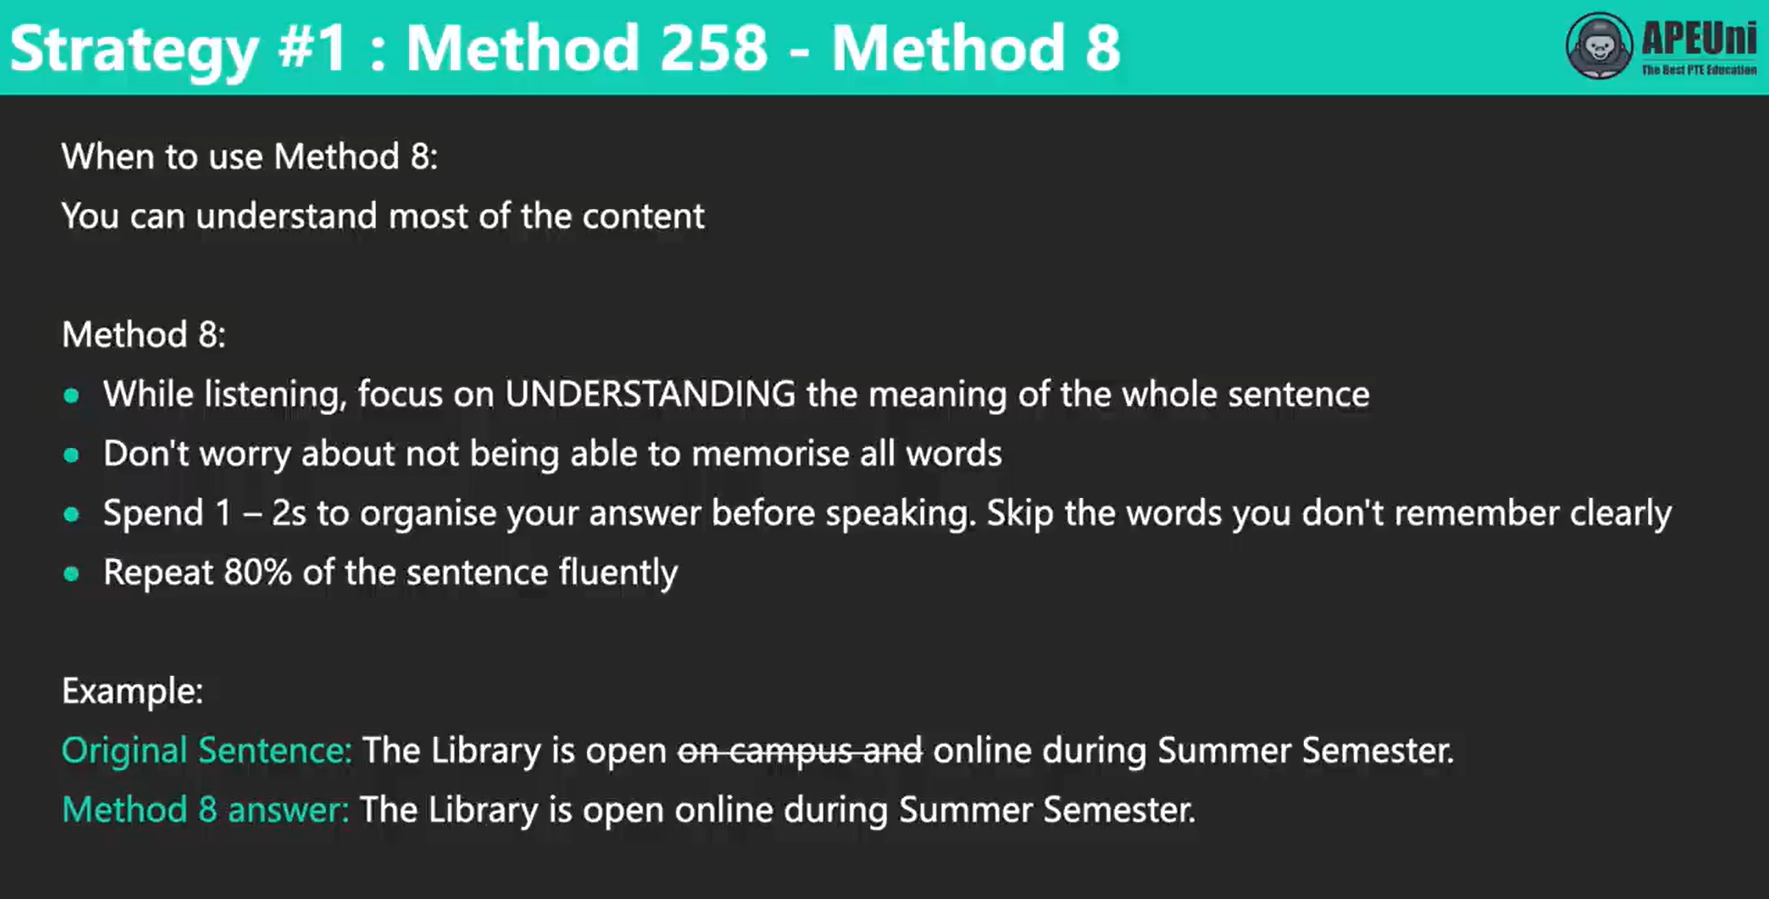 Strategy #1 : Method 258 - Method 8
APEUni
The Best PTE Education
When to use Method 8:
You can understand most of the content
Method 8:
● While listening, focus on UNDERSTANDING the meaning of the whole sentence
● Don't worry about not being able to memorise all words
● Spend 1 – 2s to organise your answer before speaking. Skip the words you don't remember clearly
● Repeat 80% of the sentence fluently
Example:
Original Sentence: The Library is open on campus and online during Summer Semester.
Method 8 answer: The Library is open online during Summer Semester.